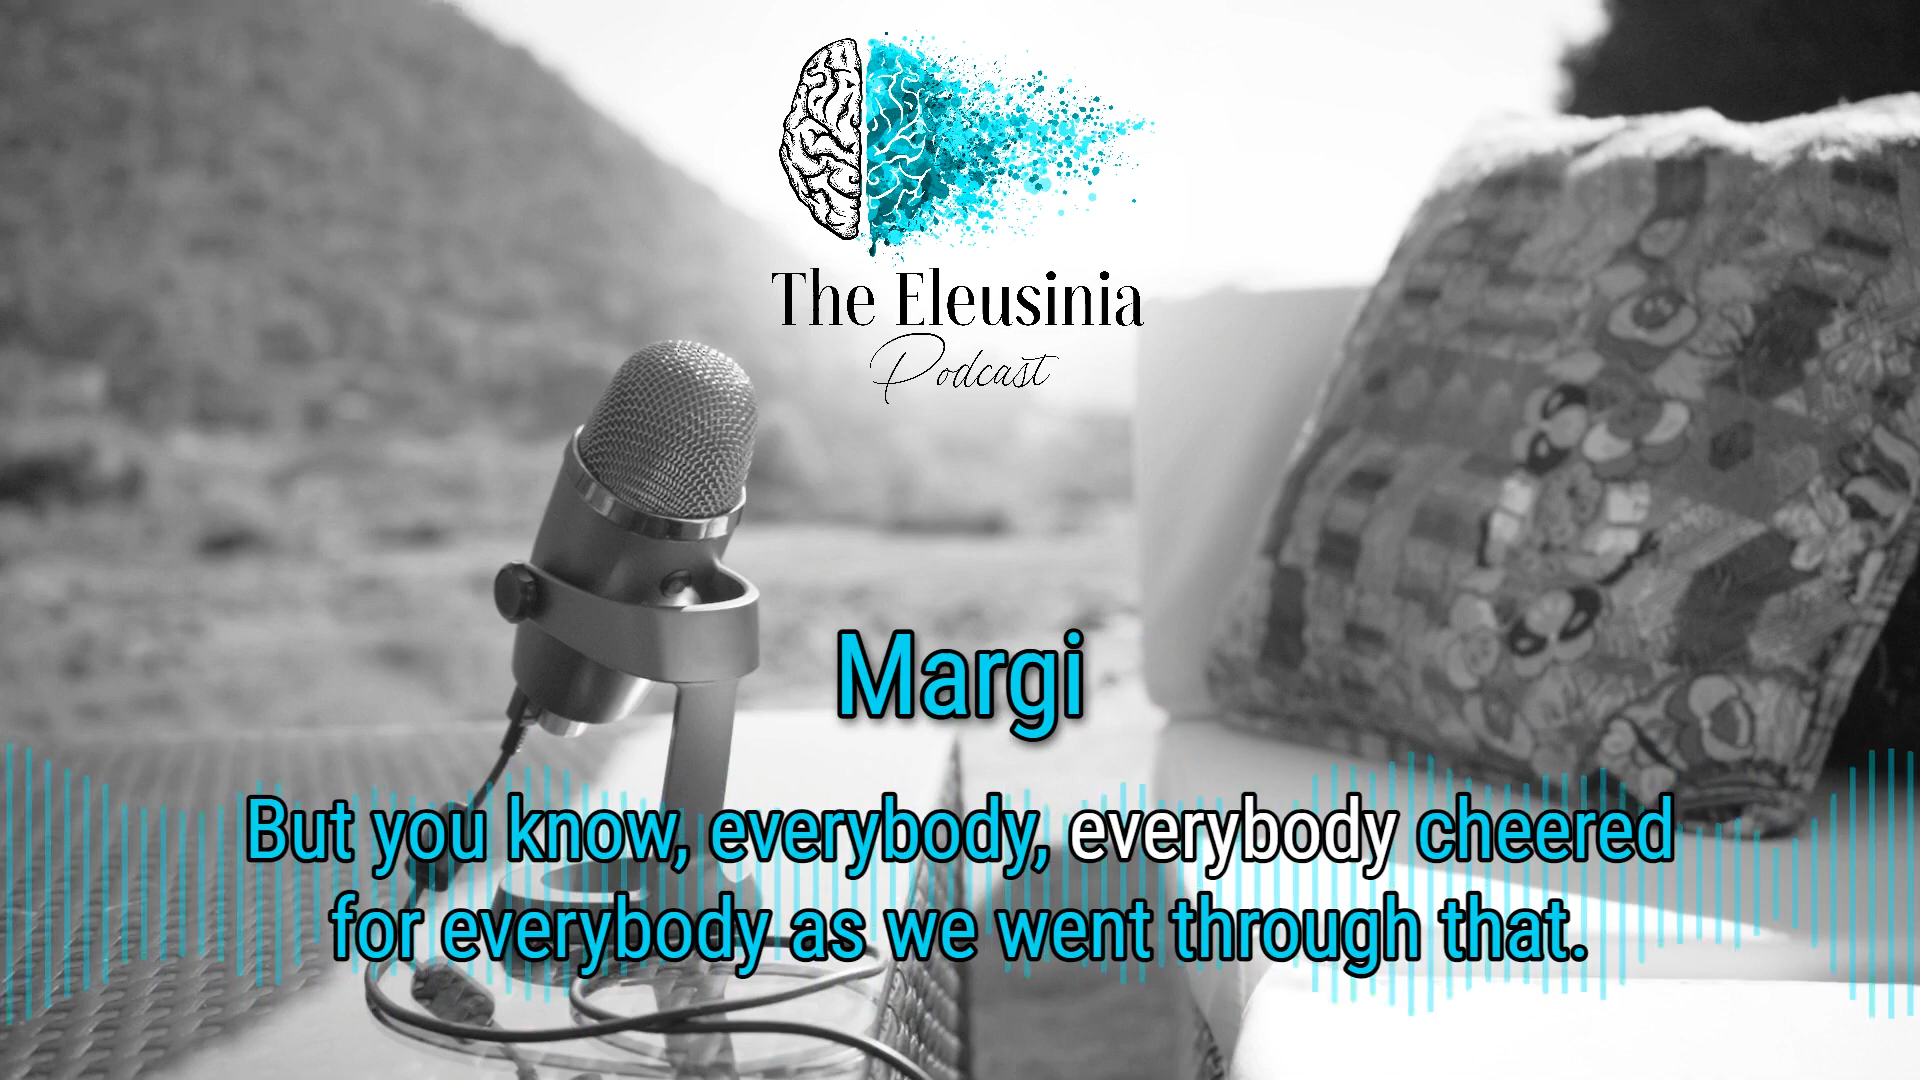 The Eleusinia
Podcast
Margi
But you know, everybody, everybody cheered
for everybody as we went through that.